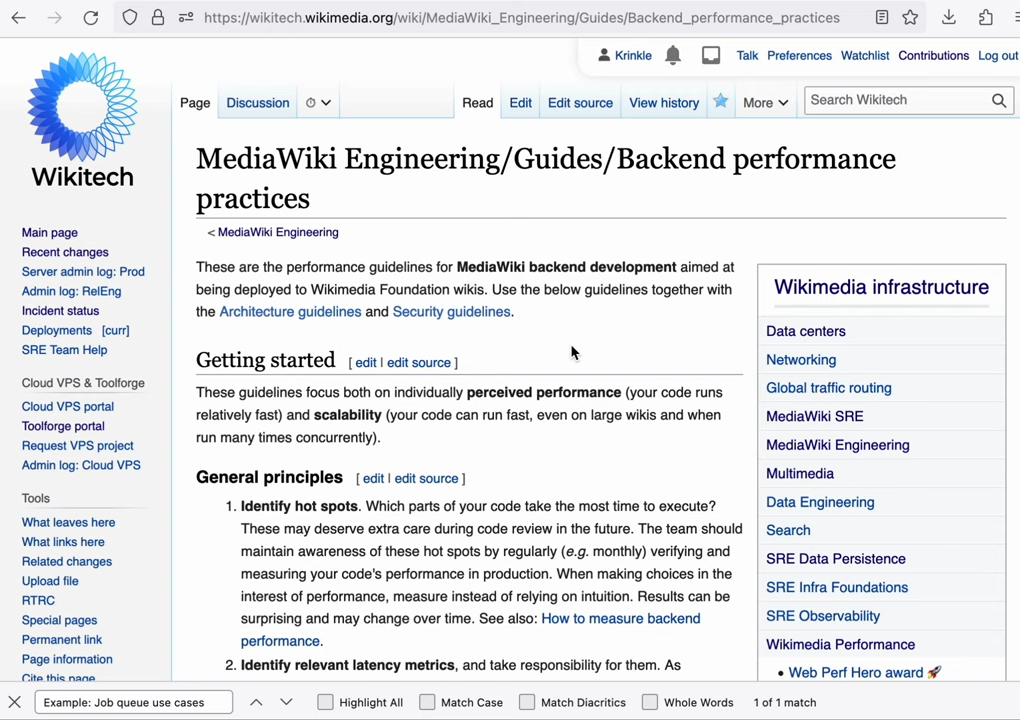 https://wikitech.wikimedia.org/wiki/MediaWiki_Engineering/Guides/Backend_performance_practices
Krinkle Talk Preferences Watchlist Contributions Log out
Page Discussion Read Edit Edit source View history More Search Wikitech
Wikitech
Main page
Recent changes
Server admin log: Prod
Admin log: RelEng
Incident status
Deployments [curr]
SRE Team Help
Cloud VPS & Toolforge
Cloud VPS portal
Toolforge portal
Request VPS project
Admin log: Cloud VPS
Tools
What leaves here
What links here
Related changes
Upload file
RTRC
Special pages
Permanent link
Page information
Cite this page
MediaWiki Engineering/Guides/Backend performance
practices
< MediaWiki Engineering
These are the performance guidelines for MediaWiki backend development aimed at
being deployed to Wikimedia Foundation wikis. Use the below guidelines together with
the Architecture guidelines and Security guidelines.
Getting started [ edit | edit source ]
These guidelines focus both on individually perceived performance (your code runs
relatively fast) and scalability (your code can run fast, even on large wikis and when
run many times concurrently).
General principles [ edit | edit source ]
1. Identify hot spots. Which parts of your code take the most time to execute?
These may deserve extra care during code review in the future. The team should
maintain awareness of these hot spots by regularly (e.g. monthly) verifying and
measuring your code's performance in production. When making choices in the
interest of performance, measure instead of relying on intuition. Results can be
surprising and may change over time. See also: How to measure backend
performance.
2. Identify relevant latency metrics, and take responsibility for them. As
Wikimedia infrastructure
Data centers
Networking
Global traffic routing
MediaWiki SRE
MediaWiki Engineering
Multimedia
Data Engineering
Search
SRE Data Persistence
SRE Infra Foundations
SRE Observability
Wikimedia Performance
• Web Perf Hero award 🚀
Example: Job queue use cases Highlight All Match Case Match Diacritics Whole Words 1 of 1 match